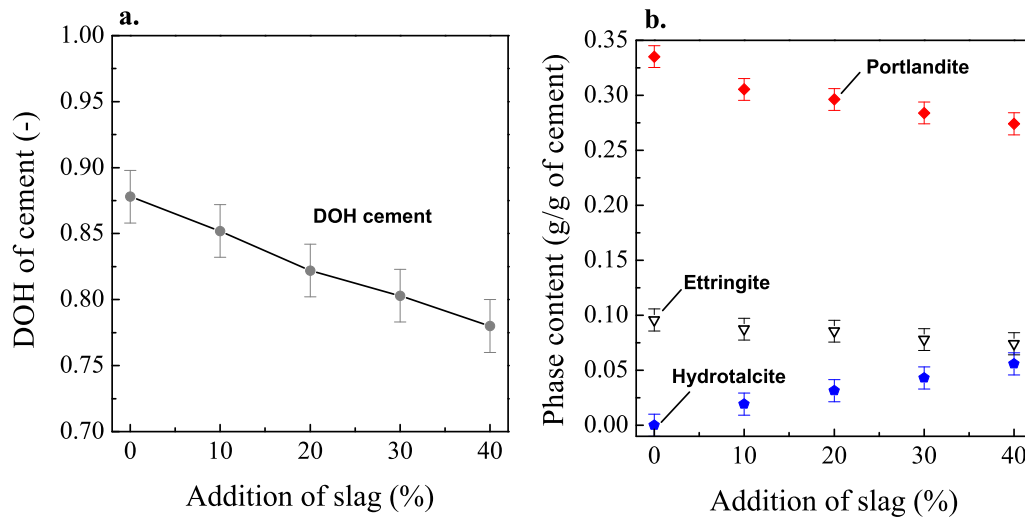 a.
DOH of cement (-)
1.00
0.95
0.90
0.85
0.80
0.75
0.70
DOH cement
0 10 20 30 40
Addition of slag (%)
b.
Phase content (g/g of cement)
0.35
0.30
0.25
0.20
0.15
0.10
0.05
0.00
Portlandite
Ettringite
Hydrotalcite
0 10 20 30 40
Addition of slag (%)